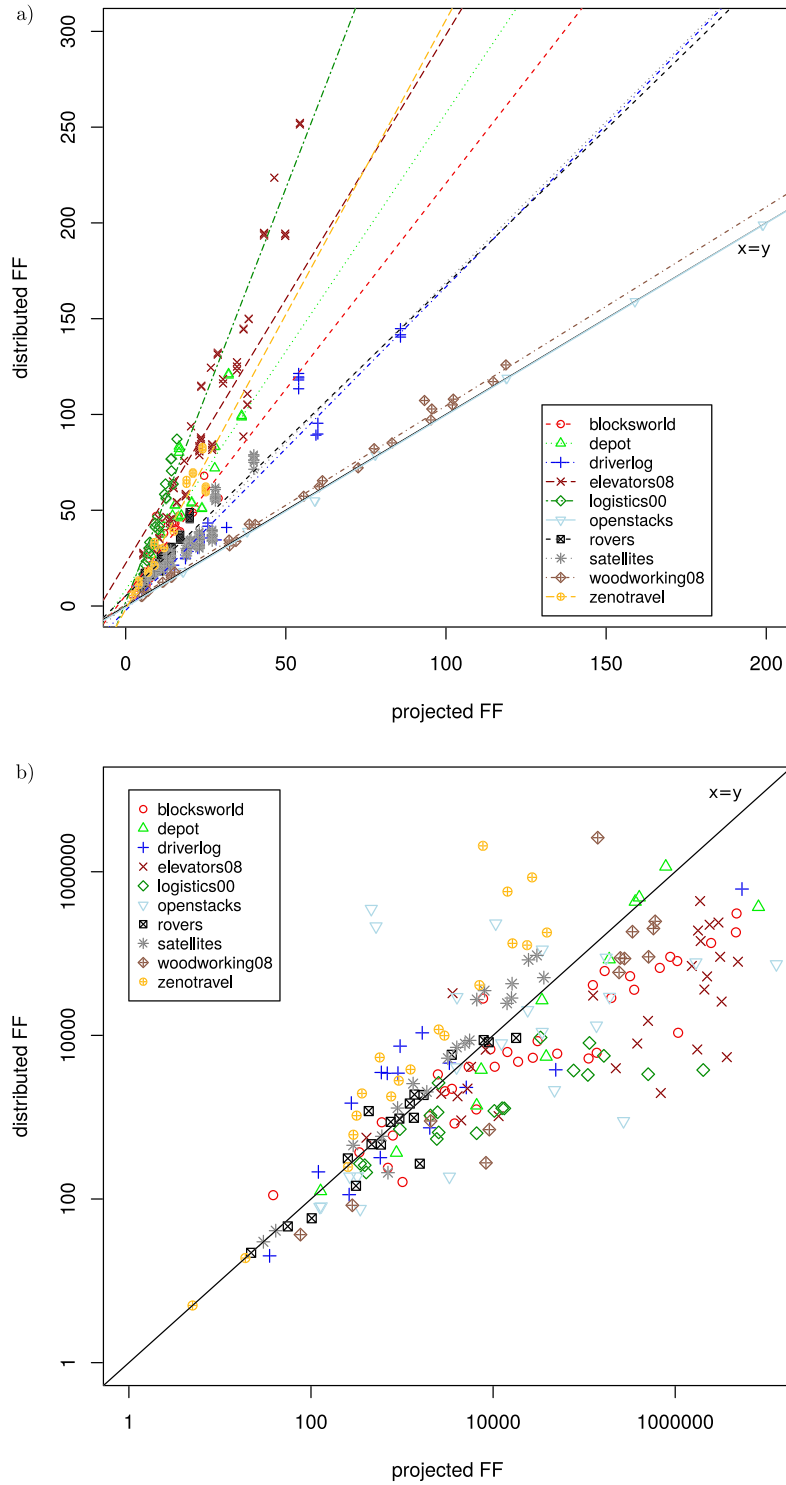 a)
300
250
200
150
100
50
0
distributed FF
x=y
blocksworld
depot
driverlog
elevators08
logistics00
openstacks
rovers
satellites
woodworking08
zenotravel
0 50 100 150 200
projected FF
b)
x=y
blocksworld
depot
driverlog
elevators08
logistics00
openstacks
rovers
satellites
woodworking08
zenotravel
1000000
10000
100
1
distributed FF
1 100 10000 1000000
projected FF